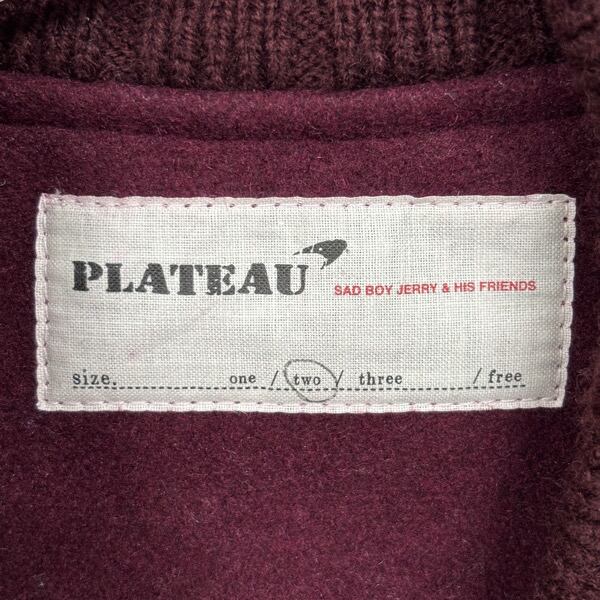 PLATEAU SAD BOY JERRY & HIS FRIENDS
size. one / two / three / free